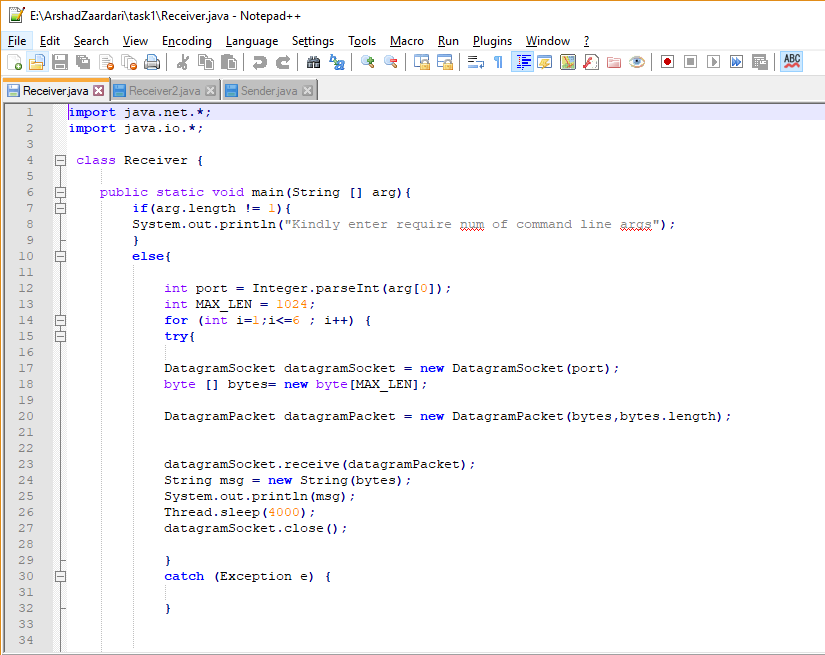 E:\ArshadZaardari\task1\Receiver.java - Notepad++
File Edit Search View Encoding Language Settings Tools Macro Run Plugins Window ?
ABC
Receiver.java Receiver2.java Sender.java
1 import java.net.*;
2 import java.io.*;
3
4 class Receiver {
5
6 public static void main(String [] arg){
7 if(arg.length != 1){
8 System.out.println("Kindly enter require num of command line args");
9 }
10 else{
11
12 int port = Integer.parseInt(arg[0]);
13 int MAX_LEN = 1024;
14 for (int i=1;i<=6 ; i++) {
15 try{
16
17 DatagramSocket datagramSocket = new DatagramSocket(port);
18 byte [] bytes= new byte[MAX_LEN];
19
20 DatagramPacket datagramPacket = new DatagramPacket(bytes,bytes.length);
21
22
23 datagramSocket.receive(datagramPacket);
24 String msg = new String(bytes);
25 System.out.println(msg);
26 Thread.sleep(4000);
27 datagramSocket.close();
28
29 }
30 catch (Exception e) {
31
32 }
33
34